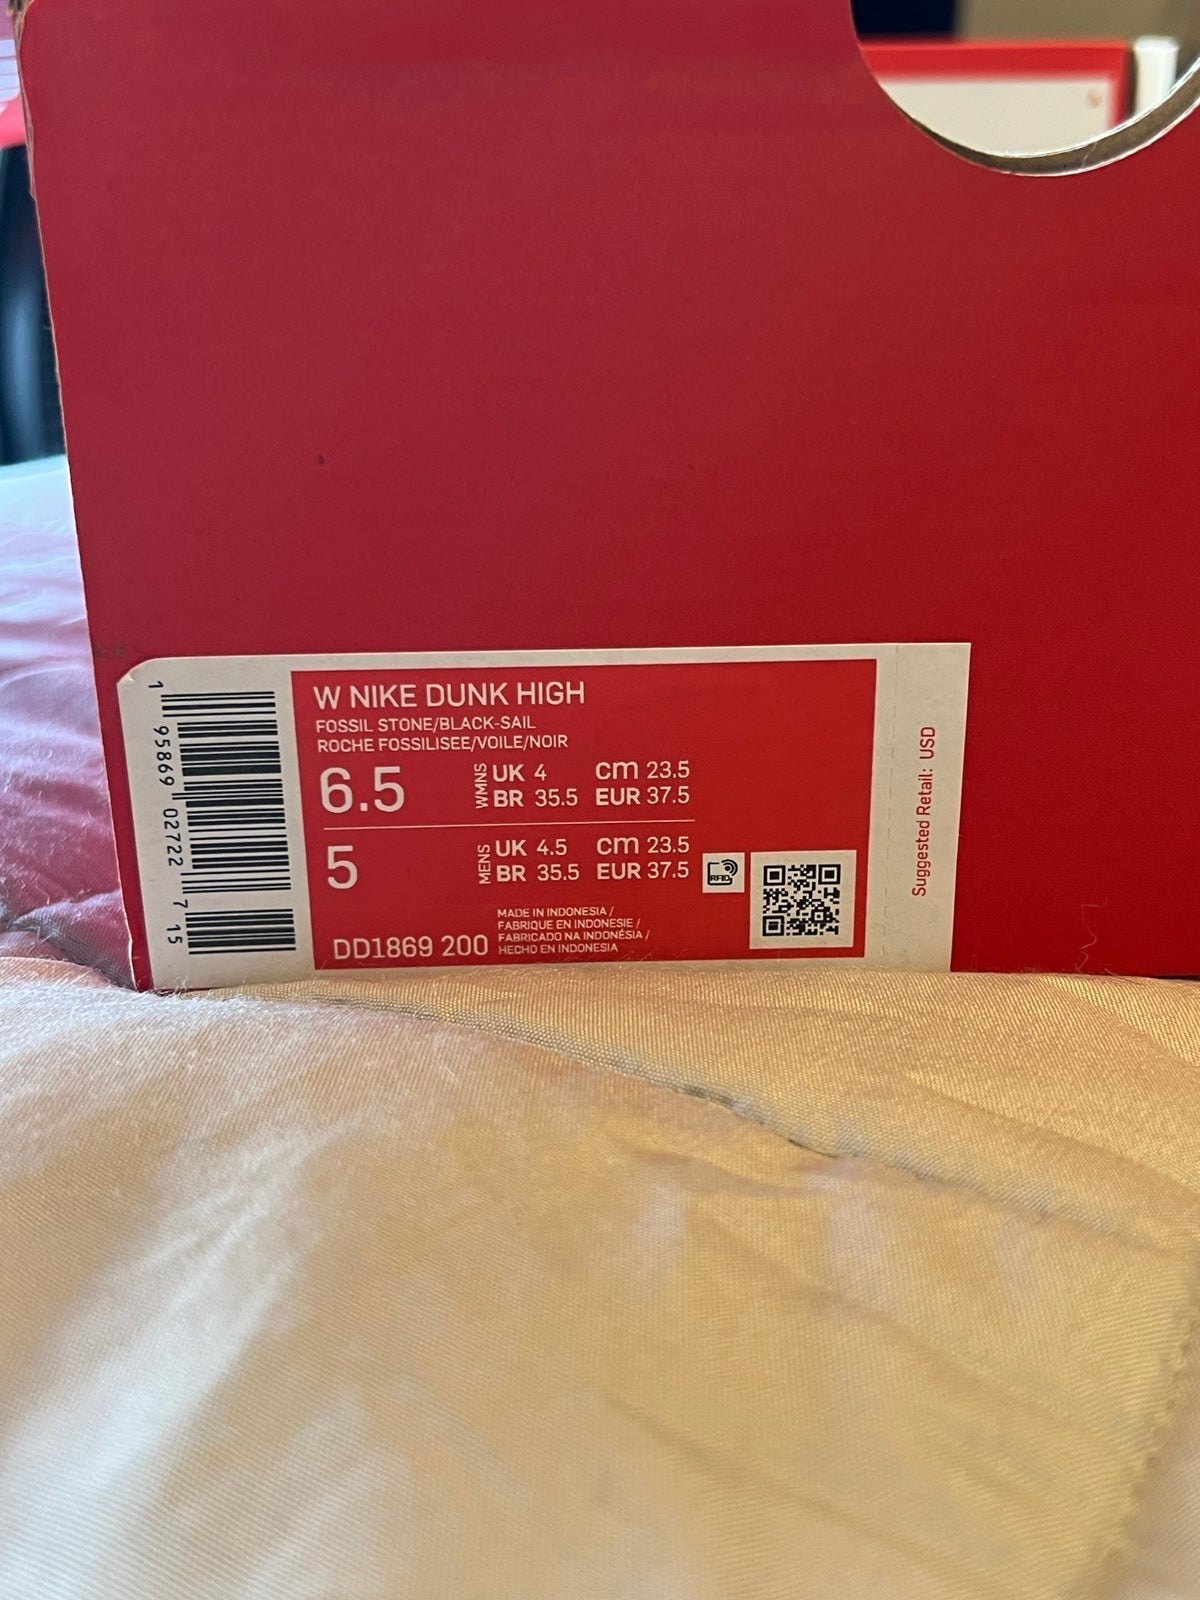 W NIKE DUNK HIGH
FOSSIL STONE/BLACK-SAIL
ROCHE FOSSILISEE/VOILE/NOIR
6.5 WMNS UK 4 cm 23.5
BR 35.5 EUR 37.5
5 MENS UK 4.5 cm 23.5
BR 35.5 EUR 37.5
RFID
DD1869 200
MADE IN INDONESIA /
FABRIQUE EN INDONESIE /
FABRICADO NA INDONÉSIA /
HECHO EN INDONESIA
1 95869 02722 7 15
Suggested Retail: USD